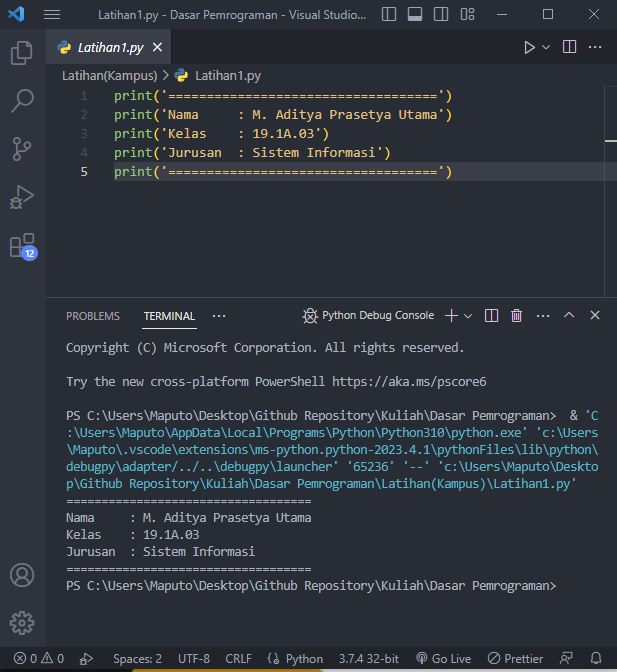 Latihan1.py - Dasar Pemrograman - Visual Studio...
Latihan1.py
Latihan(Kampus) > Latihan1.py
1 print('===================================')
2 print('Nama     : M. Aditya Prasetya Utama')
3 print('Kelas    : 19.1A.03')
4 print('Jurusan  : Sistem Informasi')
5 print('===================================')
12
PROBLEMS TERMINAL ... Python Debug Console
Copyright (C) Microsoft Corporation. All rights reserved.
Try the new cross-platform PowerShell https://aka.ms/pscore6
PS C:\Users\Maputo\Desktop\Github Repository\Kuliah\Dasar Pemrograman>  & 'C
:\Users\Maputo\AppData\Local\Programs\Python\Python310\python.exe' 'c:\Users
\Maputo\.vscode\extensions\ms-python.python-2023.4.1\pythonFiles\lib\python\
debugpy\adapter/../..\debugpy\launcher' '65236' '--' 'c:\Users\Maputo\Deskto
p\Github Repository\Kuliah\Dasar Pemrograman\Latihan(Kampus)\Latihan1.py'
===================================
Nama     : M. Aditya Prasetya Utama
Kelas    : 19.1A.03
Jurusan  : Sistem Informasi
===================================
PS C:\Users\Maputo\Desktop\Github Repository\Kuliah\Dasar Pemrograman>
0 0 Spaces: 2 UTF-8 CRLF Python 3.7.4 32-bit Go Live Prettier